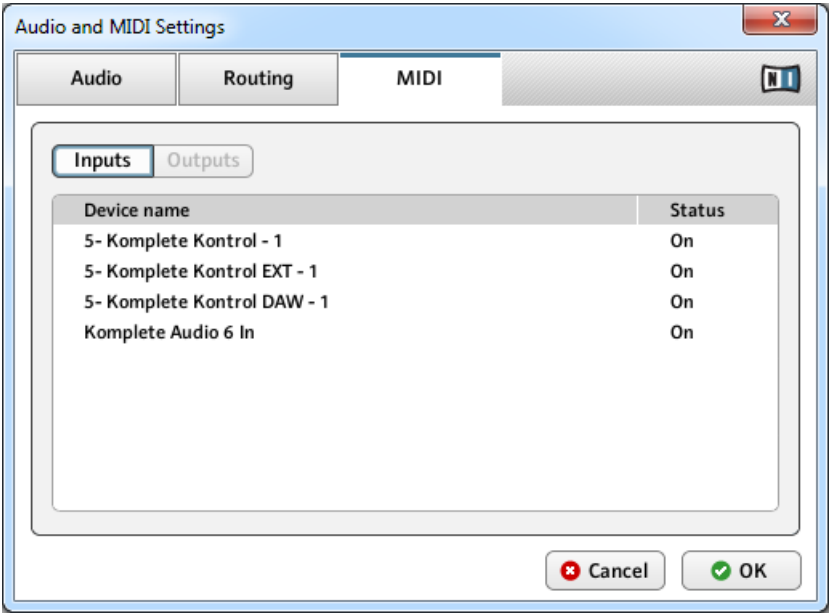 Audio and MIDI Settings
Audio Routing MIDI
Inputs Outputs
Device name Status
5- Komplete Kontrol - 1 On
5- Komplete Kontrol EXT - 1 On
5- Komplete Kontrol DAW - 1 On
Komplete Audio 6 In On
Cancel OK